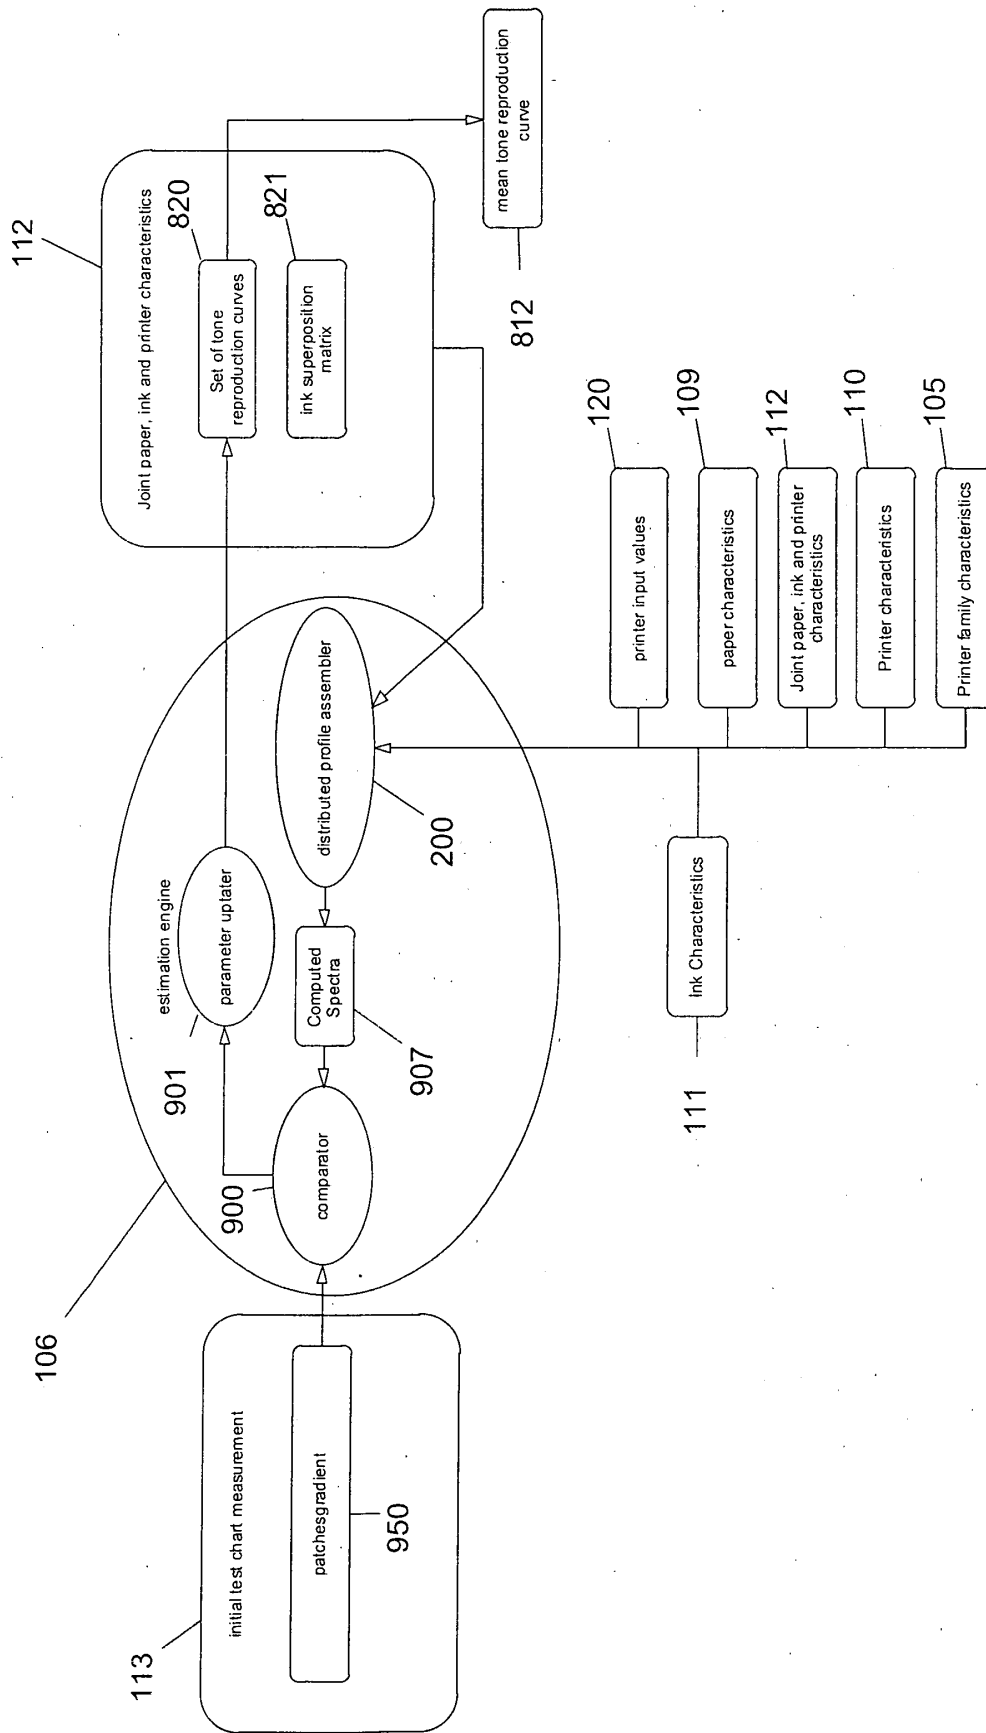 113
initial test chart measurement
patchesgradient
950
106
estimation engine
901
parameter uptater
900
comparator
Computed
Spectra
907
distributed profile assembler
200
112
Joint paper, ink and printer characteristics
820
Set of tone
reproduction curves
821
ink superposition
matrix
mean tone reproduction
curve
812
111
Ink Characteristics
120
printer input values
109
paper characteristics
112
Joint paper, ink and printer
characteristics
110
Printer characteristics
105
Printer family characteristics